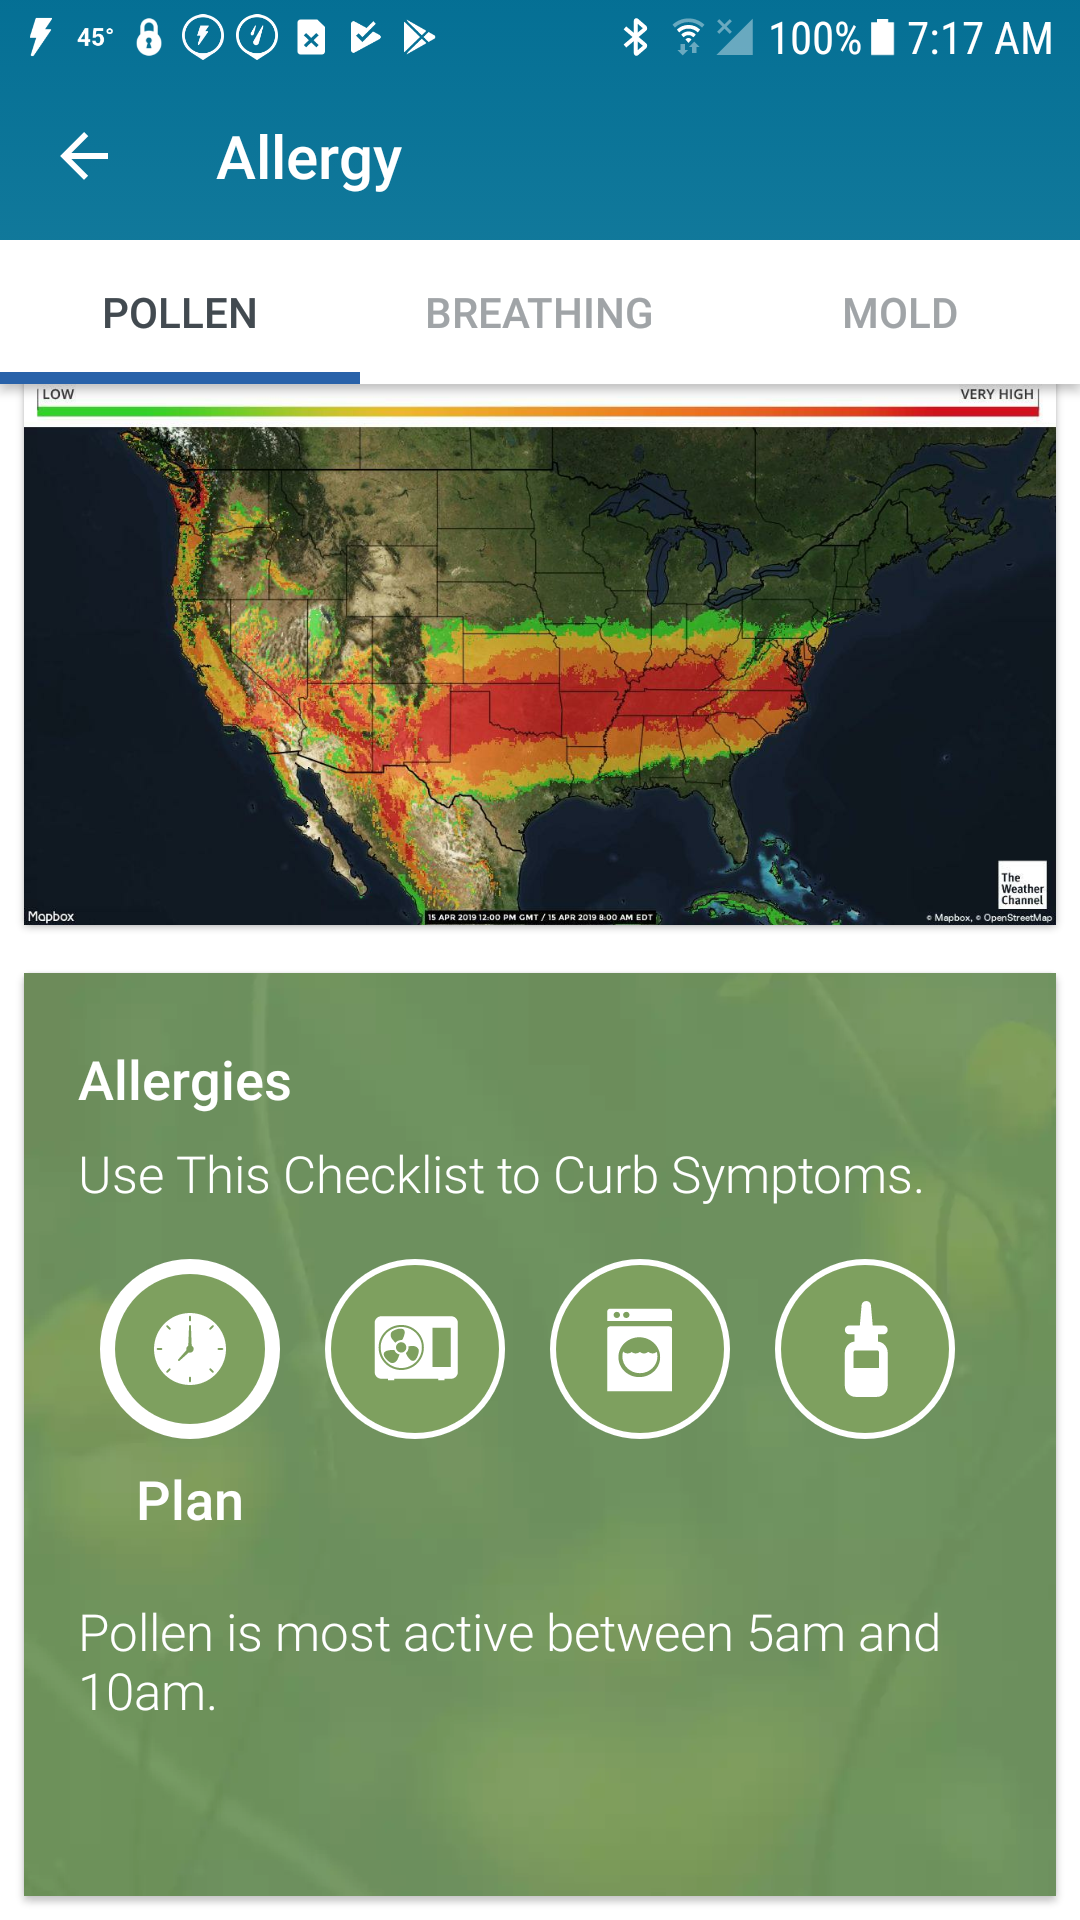 45° 100% 7:17 AM
Allergy
POLLEN BREATHING MOLD
LOW VERY HIGH
The
Weather
Channel
Mapbox 15 APR 2019 12:00 PM GMT / 15 APR 2019 8:00 AM EDT © Mapbox, © OpenStreetMap
Allergies
Use This Checklist to Curb Symptoms.
Plan
Pollen is most active between 5am and
10am.